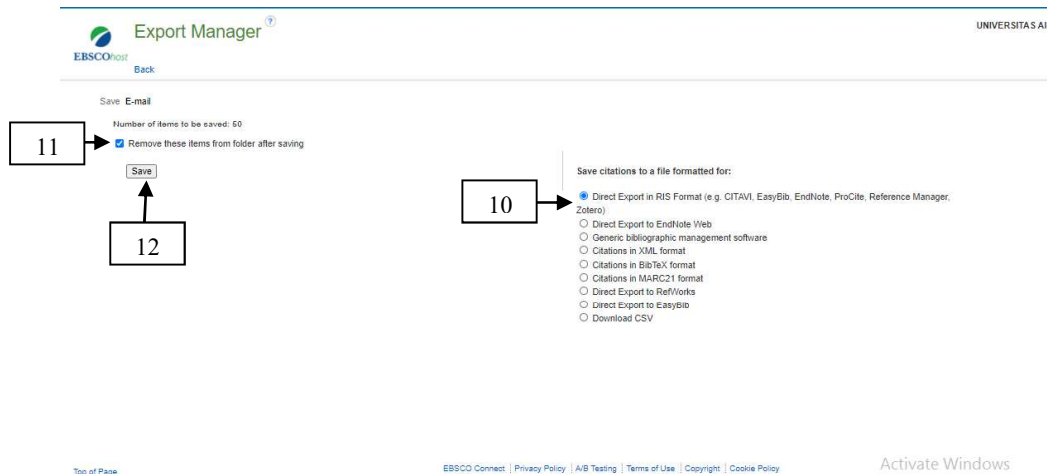 Export Manager ?
UNIVERSITAS AI
EBSCOhost
Back
Save E-mail
Number of items to be saved: 50
11
Remove these items from folder after saving
Save
12
Save citations to a file formatted for:
10
Direct Export in RIS Format (e.g. CITAVI, EasyBib, EndNote, ProCite, Reference Manager,
Zotero)
Direct Export to EndNote Web
Generic bibliographic management software
Citations in XML format
Citations in BibTeX format
Citations in MARC21 format
Direct Export to RefWorks
Direct Export to EasyBib
Download CSV
Top of Page
EBSCO Connect | Privacy Policy | A/B Testing | Terms of Use | Copyright | Cookie Policy
Activate Windows